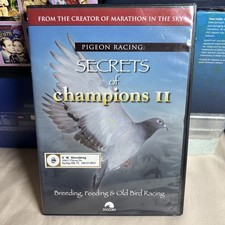 FROM THE CREATOR OF MARATHON IN THE SKY
PIGEON RACING:
SECRETS
of
champions II
Breeding, Feeding & Old Bird Racing